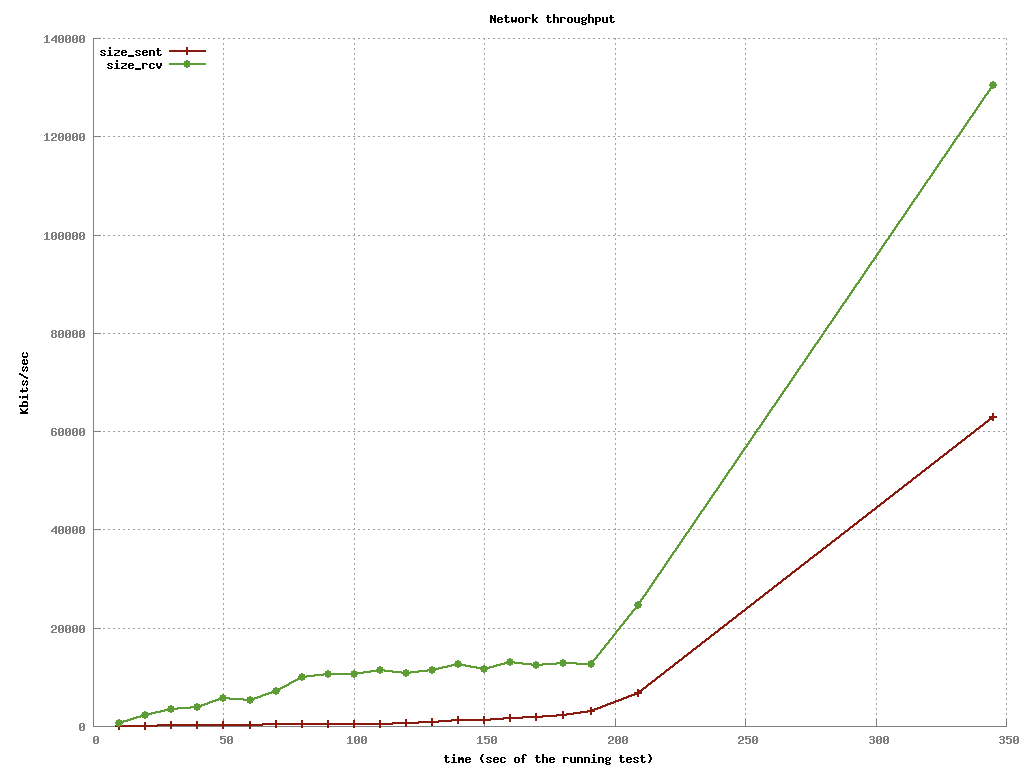 Network throughput
140000
size_sent
size_rcv
120000
100000
80000
60000
40000
20000
0
Kbits/sec
0 50 100 150 200 250 300 350
time (sec of the running test)